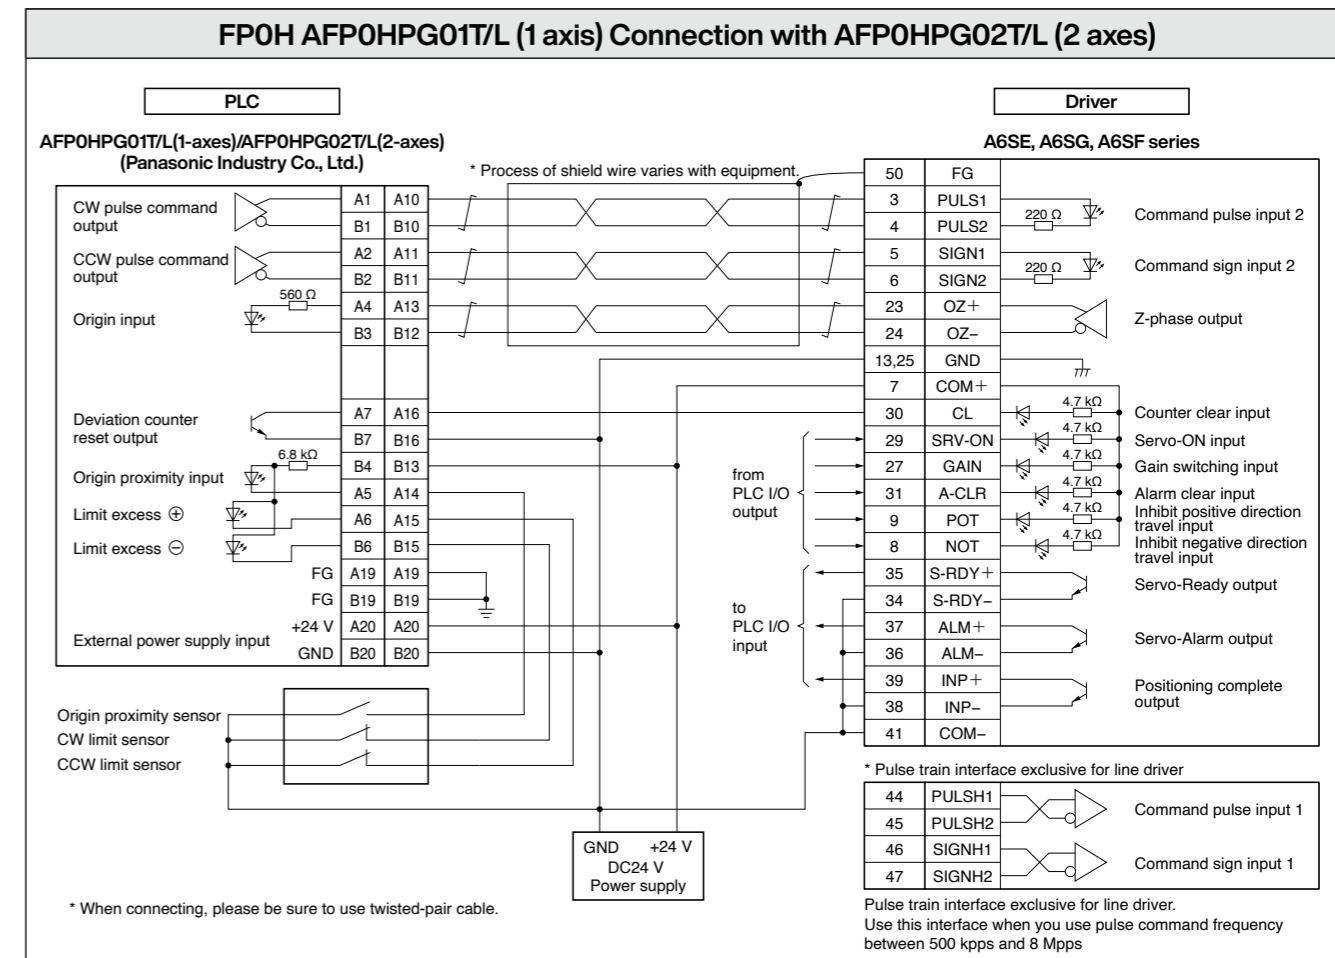 FP0H AFP0HPG01T/L (1 axis) Connection with AFP0HPG02T/L (2 axes)
PLC
Driver
AFP0HPG01T/L(1-axes)/AFP0HPG02T/L(2-axes)
(Panasonic Industry Co., Ltd.)
A6SE, A6SG, A6SF series
* Process of shield wire varies with equipment.
CW pulse command
output
A1 A10
B1 B10
CCW pulse command
output
A2 A11
B2 B11
Origin input
560 Ω
A4 A13
B3 B12
Deviation counter
reset output
A7 A16
B7 B16
6.8 kΩ
B4 B13
Origin proximity input
A5 A14
Limit excess ⊕
A6 A15
Limit excess ⊖
B6 B15
FG A19 A19
FG B19 B19
+24 V A20 A20
External power supply input
GND B20 B20
Origin proximity sensor
CW limit sensor
CCW limit sensor
GND +24 V
DC24 V
Power supply
* When connecting, please be sure to use twisted-pair cable.
from
PLC I/O
output
to
PLC I/O
input
50 FG
3 PULS1
4 PULS2
220 Ω
Command pulse input 2
5 SIGN1
6 SIGN2
220 Ω
Command sign input 2
23 OZ+
24 OZ−
Z-phase output
13,25 GND
7 COM+
30 CL 4.7 kΩ Counter clear input
29 SRV-ON 4.7 kΩ Servo-ON input
27 GAIN 4.7 kΩ Gain switching input
31 A-CLR 4.7 kΩ Alarm clear input
9 POT 4.7 kΩ Inhibit positive direction
travel input
8 NOT 4.7 kΩ Inhibit negative direction
travel input
35 S-RDY+
34 S-RDY−
Servo-Ready output
37 ALM+
36 ALM−
Servo-Alarm output
39 INP+
38 INP−
Positioning complete
output
41 COM−
* Pulse train interface exclusive for line driver
44 PULSH1
45 PULSH2
Command pulse input 1
46 SIGNH1
47 SIGNH2
Command sign input 1
Pulse train interface exclusive for line driver.
Use this interface when you use pulse command frequency
between 500 kpps and 8 Mpps